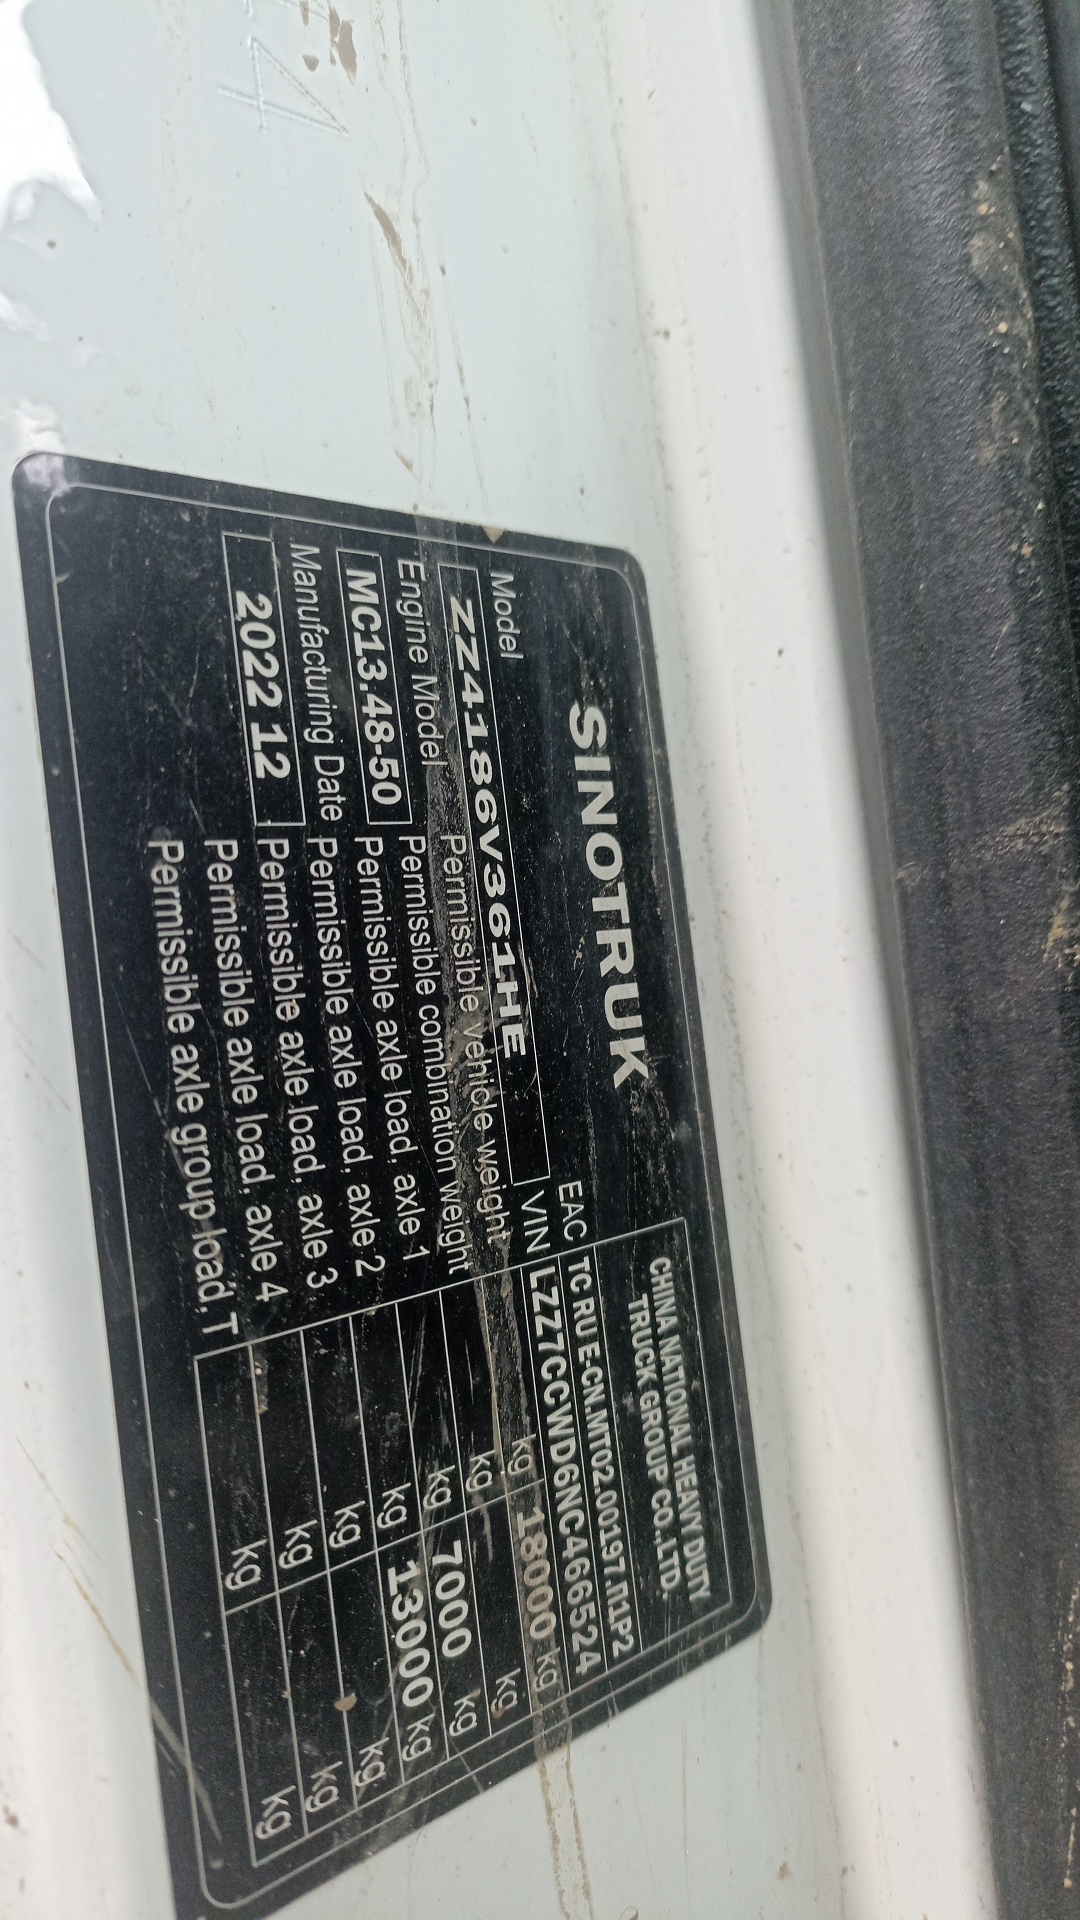 4
SINOTRUK
CHINA NATIONAL HEAVY DUTY
TRUCK GROUP CO.,LTD.
EAC TC RU E-CN.MT02.00197.П1Р2
Model
ZZ4186V361HE
VIN LZZ7CCWD6NC466524
Engine Model
MC13.48-50
Manufacturing Date
2022 12
Permissible vehicle weight kg 18000 kg
Permissible combination weight kg kg
Permissible axle load, axle 1 kg 7000 kg
Permissible axle load, axle 2 kg 13000 kg
Permissible axle load, axle 3 kg kg
Permissible axle load, axle 4 kg kg
Permissible axle group load, T kg kg